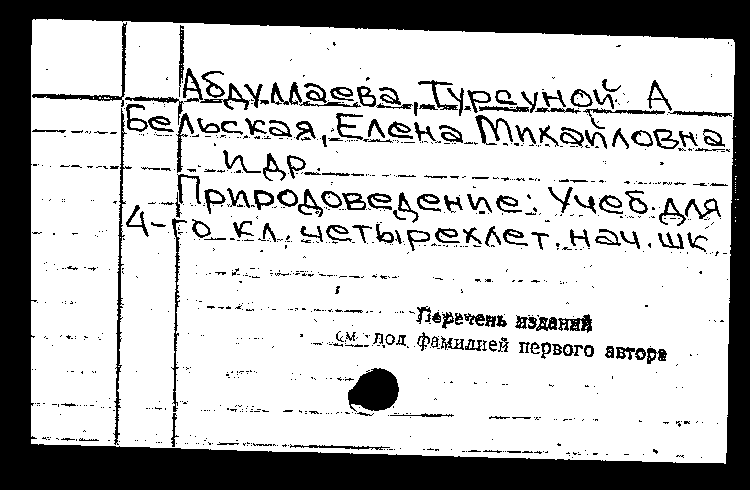 Абдуллаева, Турсуной А
Бельская, Елена Михайловна
и др.
Природоведение: Учеб. для
4-го кл. четырехлет. нач. шк.
Перечень изданий
см. под фамилией первого автора